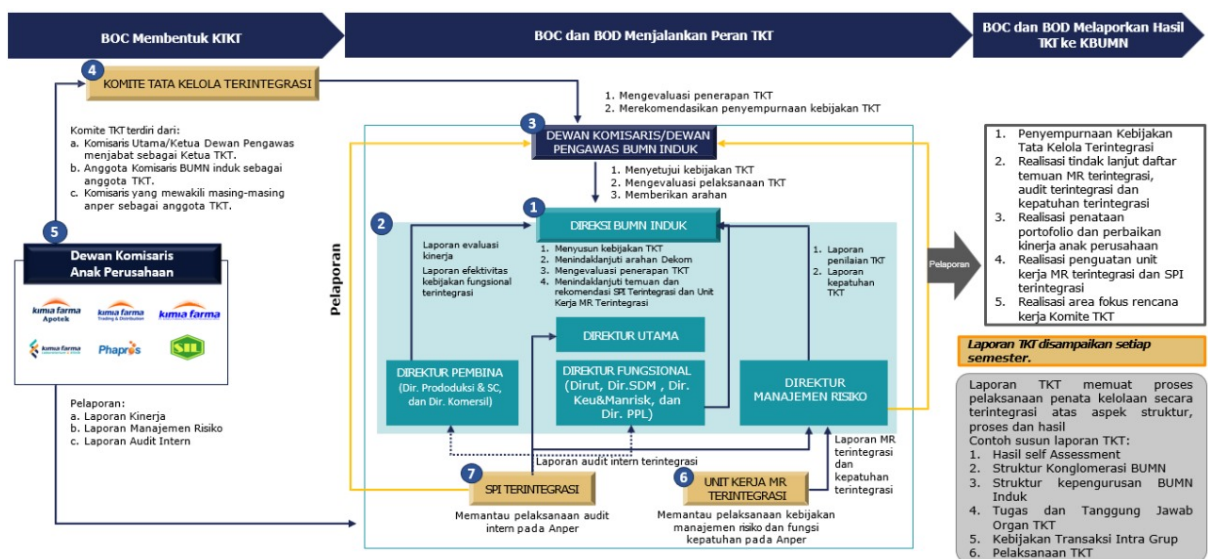 BOC Membentuk KTKT
BOC dan BOD Menjalankan Peran TKT
BOC dan BOD Melaporkan Hasil
TKT ke KBUMN
4
KOMITE TATA KELOLA TERINTEGRASI
1. Mengevaluasi penerapan TKT
2. Merekomendasikan penyempurnaan kebijakan TKT
Komite TKT terdiri dari:
a. Komisaris Utama/Ketua Dewan Pengawas
menjabat sebagai Ketua TKT.
b. Anggota Komisaris BUMN induk sebagai
anggota TKT.
c. Komisaris yang mewakili masing-masing
anper sebagai anggota TKT.
5
Dewan Komisaris
Anak Perusahaan
kimia farma
Apotek
kimia farma
Trading & Distribution
kimia farma
kimia farma
Phapros
SIL
Pelaporan:
a. Laporan Kinerja
b. Laporan Manajemen Risiko
c. Laporan Audit Intern
Pelaporan
3
DEWAN KOMISARIS/DEWAN
PENGAWAS BUMN INDUK
1. Menyetujui kebijakan TKT
2. Mengevaluasi pelaksanaan TKT
3. Memberikan arahan
2
1
DIREKSI BUMN INDUK
Laporan evaluasi
kinerja
Laporan efektivitas
kebijakan fungsional
terintegrasi
1. Menyusun kebijakan TKT
2. Menindaklanjuti arahan Dekom
3. Mengevaluasi penerapan TKT
4. Menindaklanjuti temuan dan
rekomendasi SPI Terintegrasi dan Unit
Kerja MR Terintegrasi
1. Laporan
penilaian TKT
2. Laporan
kepatuhan
TKT
DIREKTUR UTAMA
DIREKTUR PEMBINA
(Dir. Prododuksi & SC,
dan Dir. Komersil)
DIREKTUR FUNGSIONAL
(Dirut, Dir.SDM , Dir.
Keu&Manrisk, dan
Dir. PPL)
DIREKTUR
MANAJEMEN RISIKO
Laporan audit intern terintegrasi
Laporan MR
terintegrasi
dan
kepatuhan
terintegrasi
7
SPI TERINTEGRASI
Memantau pelaksanaan audit
intern pada Anper
6
UNIT KERJA MR
TERINTEGRASI
Memantau pelaksanaan kebijakan
manajemen risiko dan fungsi
kepatuhan pada Anper
Pelaporan
1. Penyempurnaan Kebijakan
Tata Kelola Terintegrasi
2. Realisasi tindak lanjut daftar
temuan MR terintegrasi,
audit terintegrasi dan
kepatuhan terintegrasi
3. Realisasi penataan
portofolio dan perbaikan
kinerja anak perusahaan
4. Realisasi penguatan unit
kerja MR terintegrasi dan SPI
terintegrasi
5. Realisasi area fokus rencana
kerja Komite TKT
Laporan TKT disampaikan setiap
semester.
Laporan TKT memuat proses
pelaksanaan penata kelolaan secara
terintegrasi atas aspek struktur,
proses dan hasil
Contoh susun laporan TKT:
1. Hasil self Assessment
2. Struktur Konglomerasi BUMN
3. Struktur kepengurusan BUMN
Induk
4. Tugas dan Tanggung Jawab
Organ TKT
5. Kebijakan Transaksi Intra Grup
6. Pelaksanaan TKT